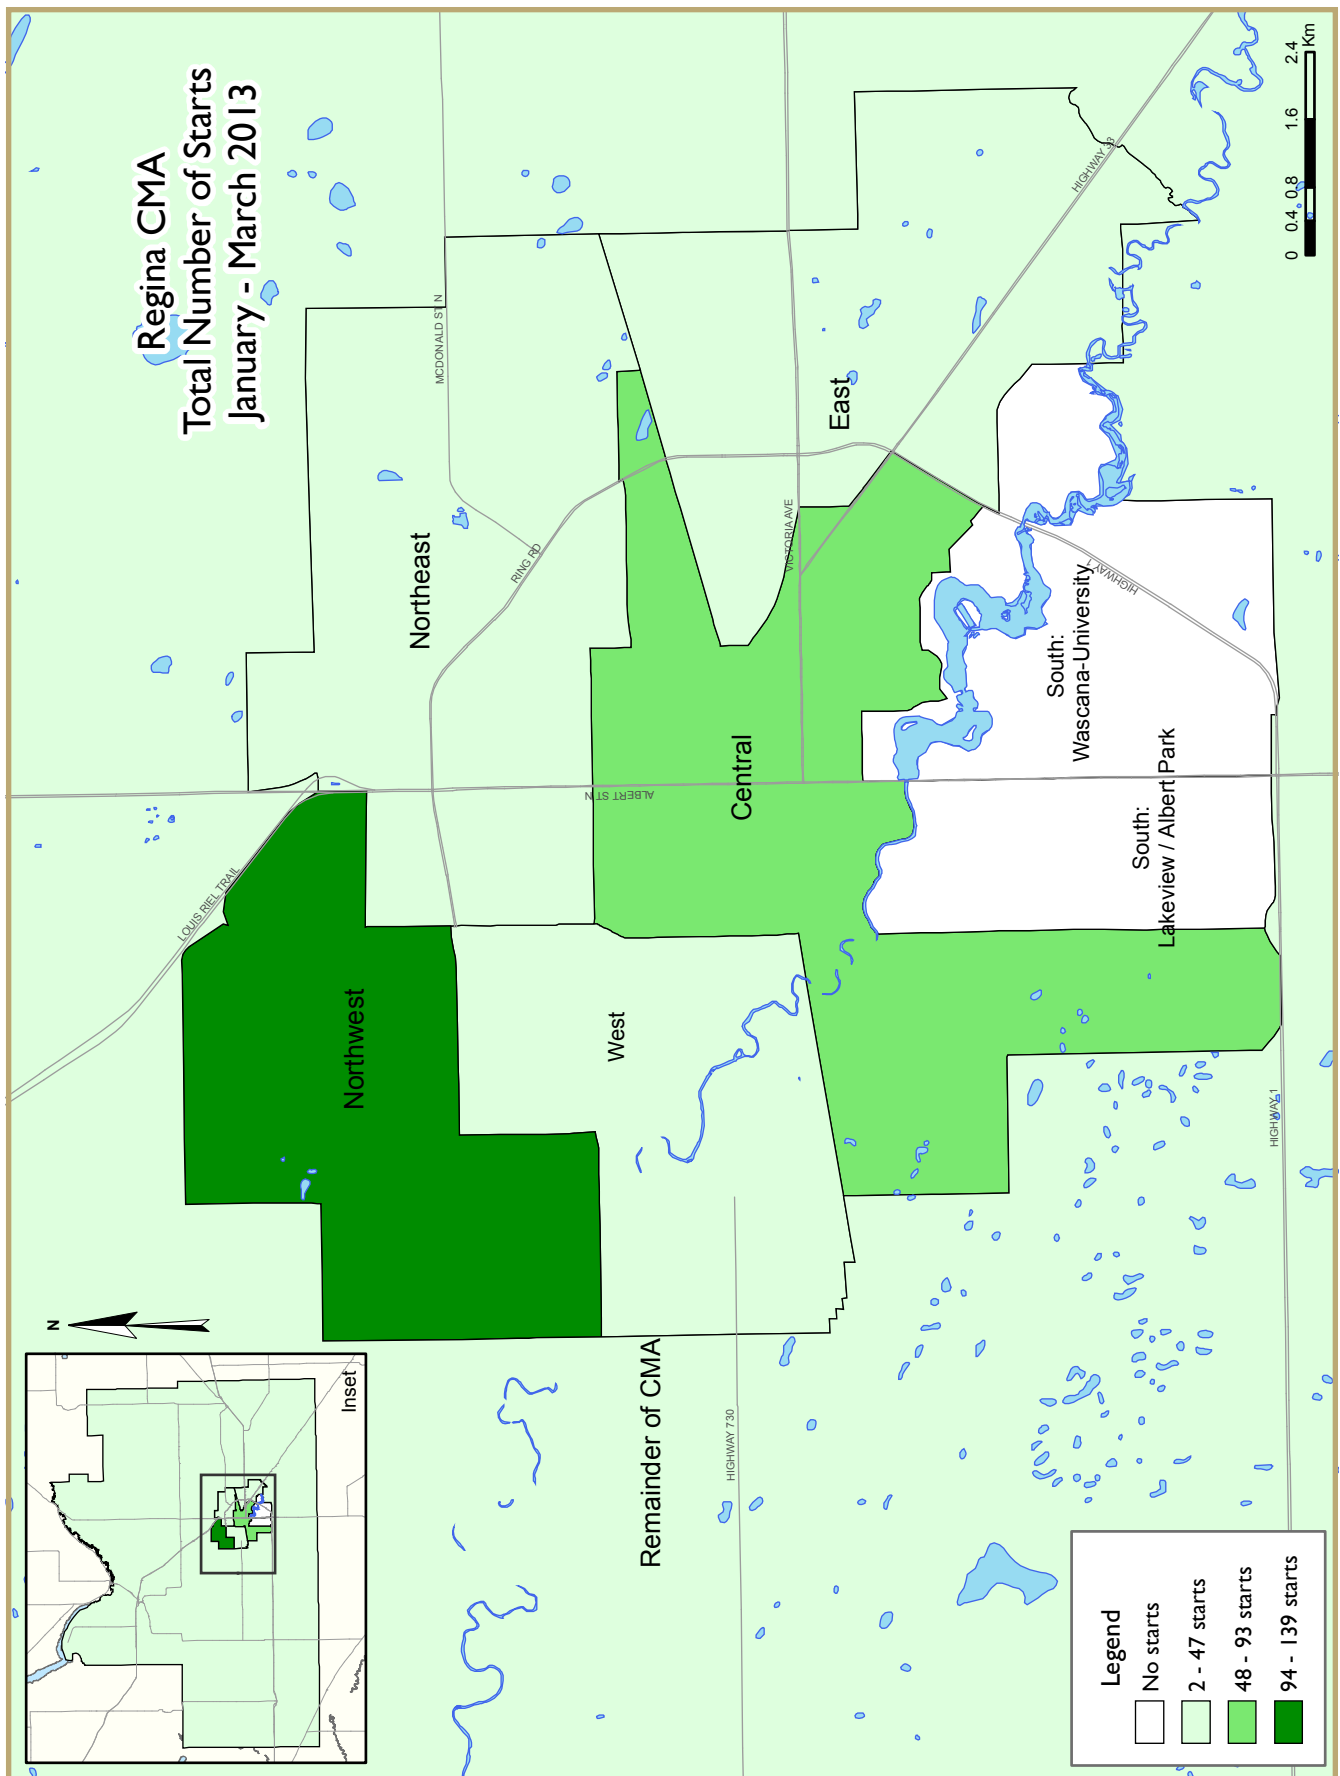 Regina CMA
Total Number of Starts
January - March 2013
N
Inset
LOUIS RIEL TRAIL
MCDONALD ST N
Northwest
Northeast
RING RD
ALBERT ST N
West
Remainder of CMA
Central
HIGHWAY 730
VICTORIA AVE
East
HIGHWAY 33
South:
Wascana-University
HIGHWAY 1
South:
Lakeview / Albert Park
HIGHWAY 1
Legend
No starts
2 - 47 starts
48 - 93 starts
94 - 139 starts
0 0.4 0.8 1.6 2.4
Km